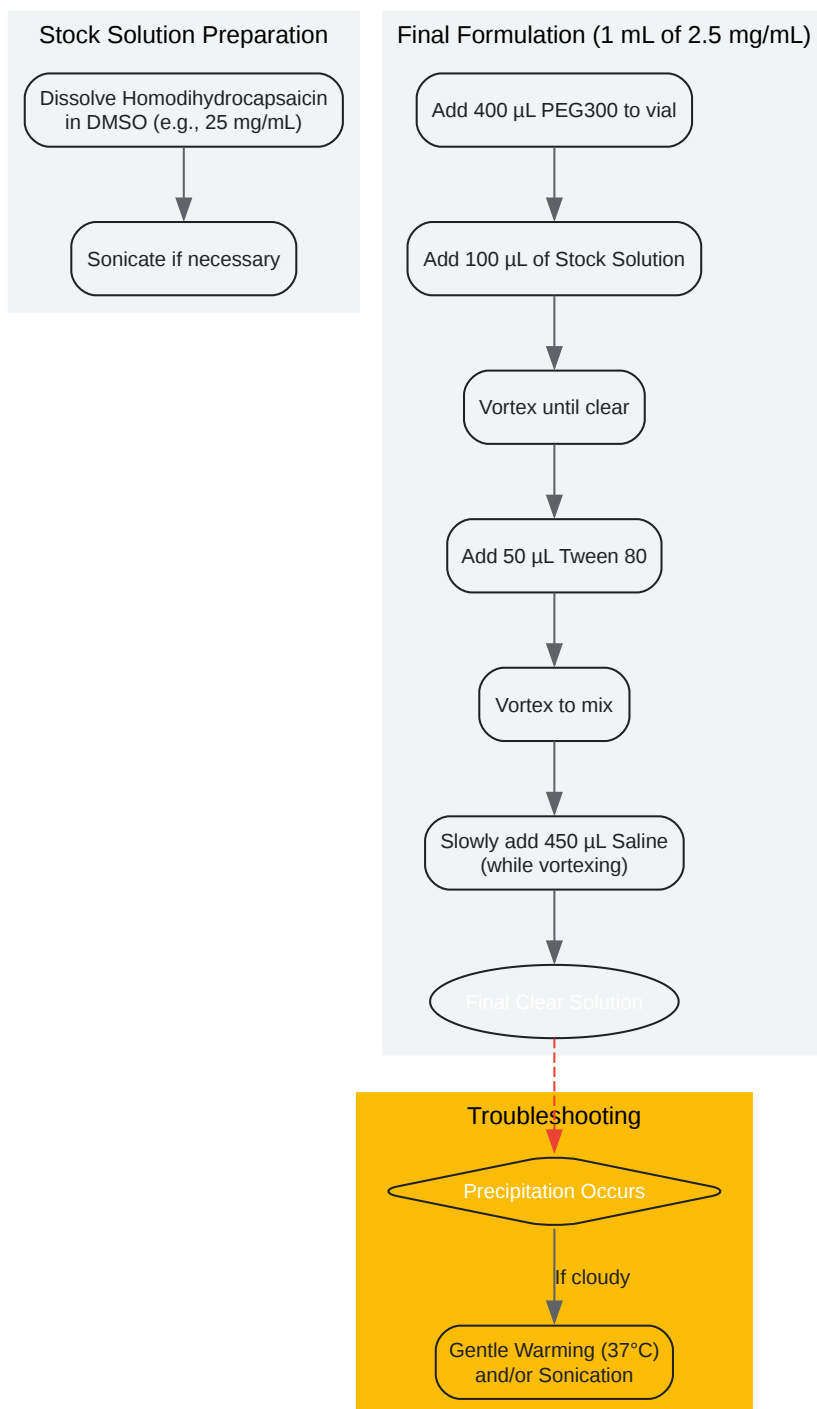 Stock Solution Preparation
Dissolve Homodihydrocapsaicin
in DMSO (e.g., 25 mg/mL)
Sonicate if necessary
Final Formulation (1 mL of 2.5 mg/mL)
Add 400 µL PEG300 to vial
Add 100 µL of Stock Solution
Vortex until clear
Add 50 µL Tween 80
Vortex to mix
Slowly add 450 µL Saline
(while vortexing)
Final Clear Solution
Troubleshooting
Precipitation Occurs
If cloudy
Gentle Warming (37°C)
and/or Sonication